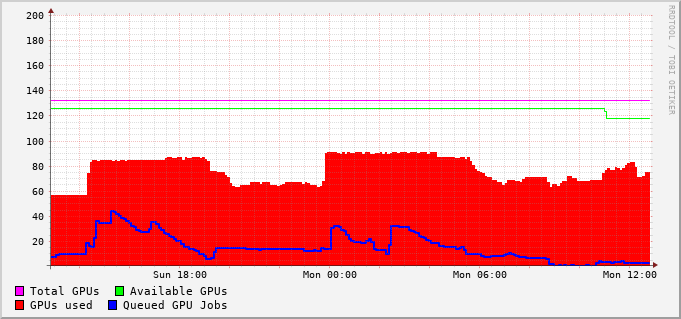 200
180
160
140
120
100
80
60
40
20
Sun 18:00 Mon 00:00 Mon 06:00 Mon 12:00
Total GPUs Available GPUs
GPUs used Queued GPU Jobs
RRDTOOL / TOBI OETIKER